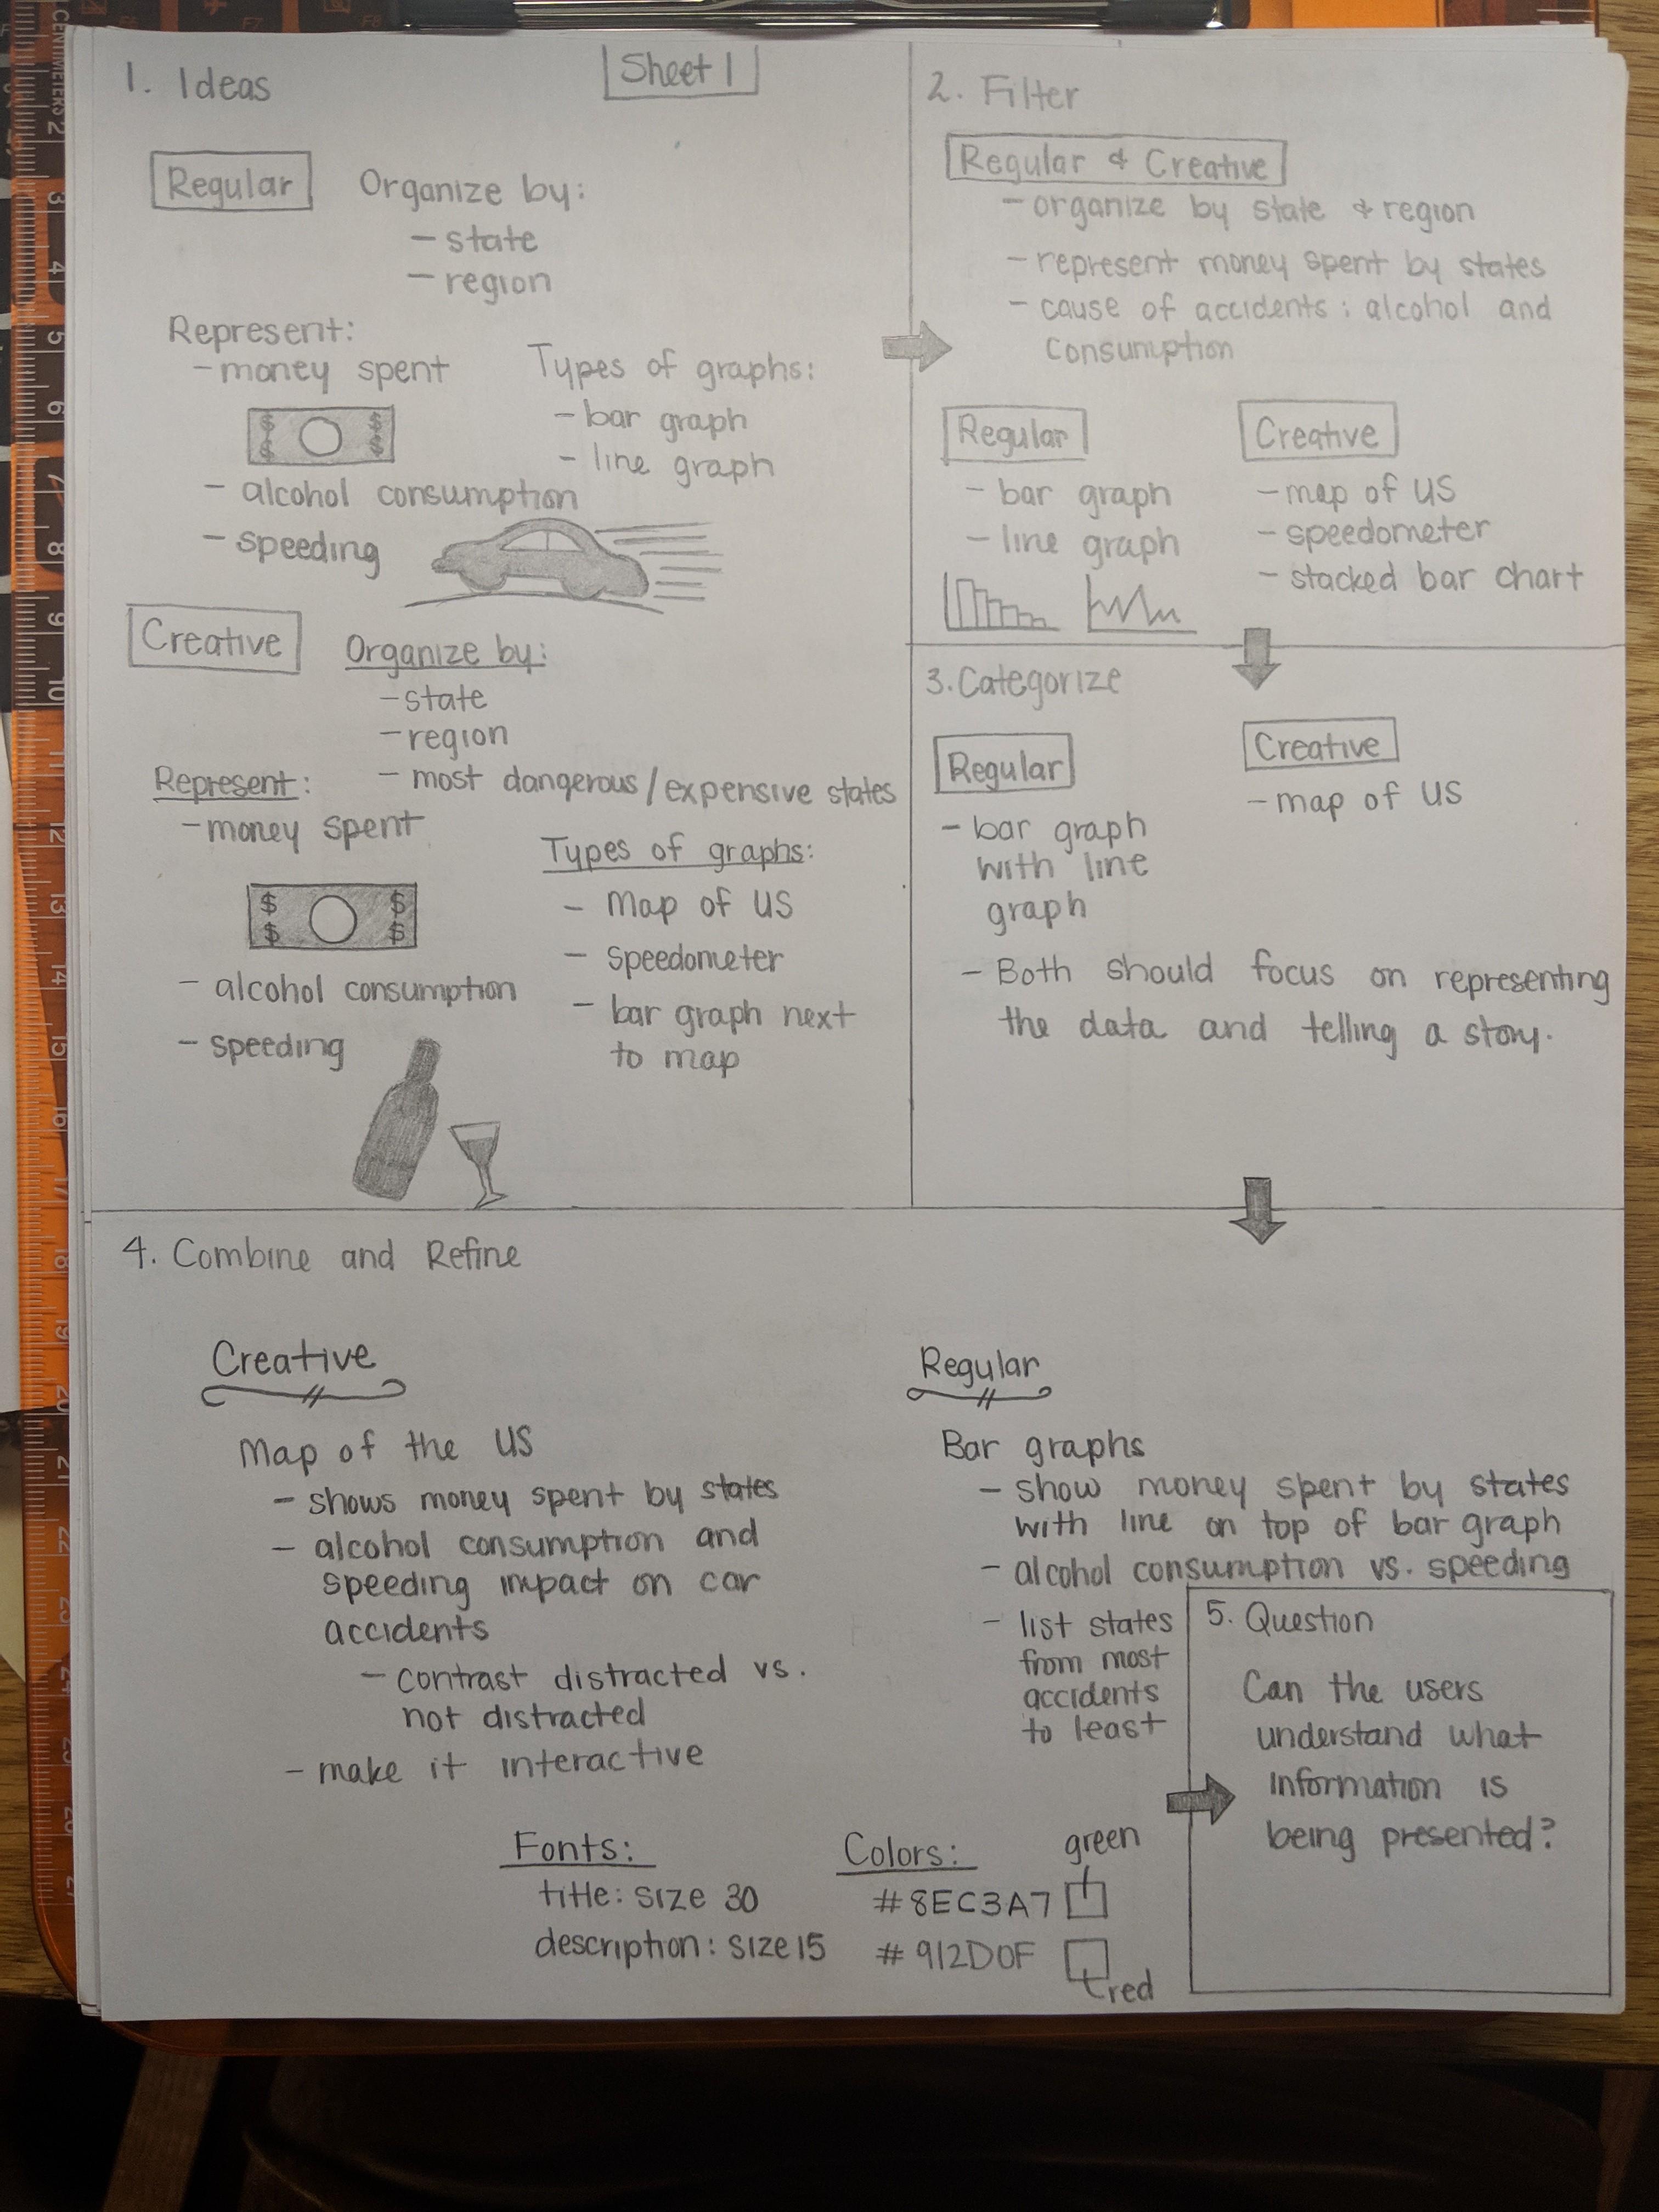 Sheet 1
1. Ideas
Regular
Organize by:
- state
- region
Represent:
- money spent
$ $
$ $
- alcohol consumption
- speeding
Types of graphs:
- bar graph
- line graph
Creative
Organize by:
- state
- region
- most dangerous/expensive states
Represent:
- money spent
$ $
$ $
- alcohol consumption
- speeding
Types of graphs:
- Map of US
- speedometer
- bar graph next
to map
2. Filter
Regular & Creative
- organize by state & region
- represent money spent by states
- cause of accidents: alcohol and
consumption
Regular
- bar graph
- line graph
Creative
- map of US
- speedometer
- stacked bar chart
3. Categorize
Regular
- bar graph
with line
graph
Creative
- map of US
- Both should focus on representing
the data and telling a story.
4. Combine and Refine
Creative
Map of the US
- shows money spent by states
- alcohol consumption and
speeding impact on car
accidents
- contrast distracted vs.
not distracted
- make it interactive
Regular
Bar graphs
- show money spent by states
with line on top of bar graph
- alcohol consumption vs. speeding
- list states
from most
accidents
to least
Fonts:
title: size 30
description: size 15
Colors:
green
#8EC3A7
#912D0F
red
5. Question
Can the users
understand what
information is
being presented?
CENTIMETERS
2
3
4
5
6
7
8
9
10
11
12
13
14
15
16
17
18
19
20
21
22
23
24
25
26
27
F7
F8